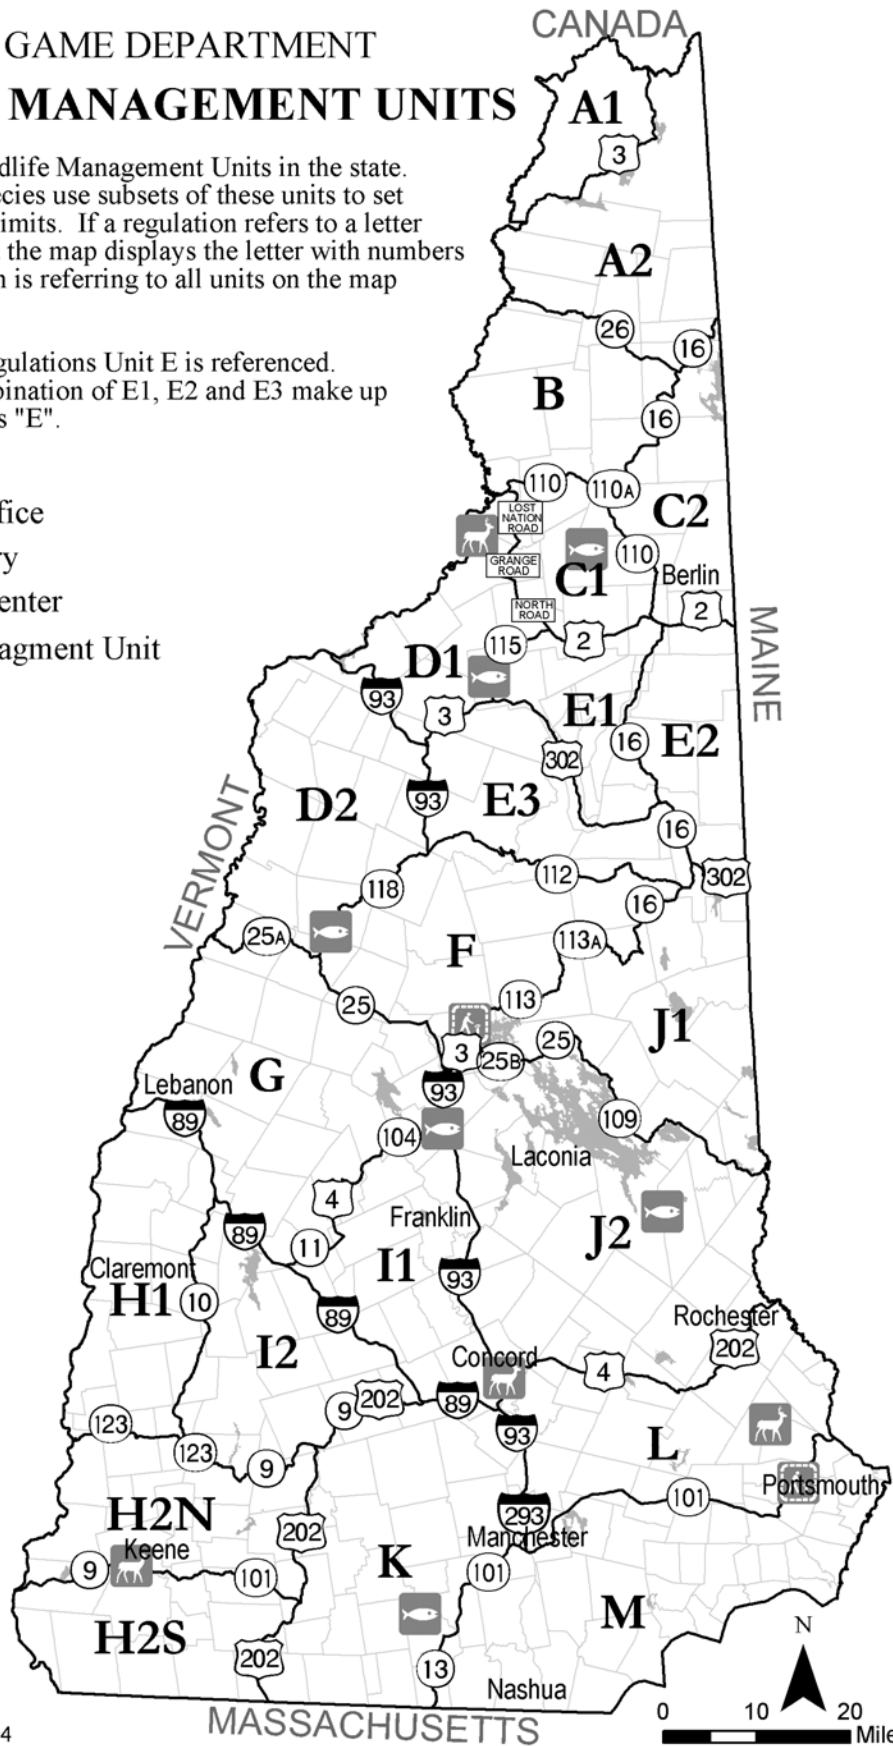 CANADA
GAME DEPARTMENT
MANAGEMENT UNITS
A1
3
dlife Management Units in the state.
ecies use subsets of these units to set
imits. If a regulation refers to a letter
the map displays the letter with numbers
n is referring to all units on the map
A2
26
16
gulations Unit E is referenced.
bination of E1, E2 and E3 make up
s "E".
B
16
110
110A
fice
LOST
NATION
ROAD
C2
ry
GRANGE
ROAD
110
C1
Berlin
enter
NORTH
ROAD
2
MAINE
agment Unit
115
2
D1
93
3
E1
16
E2
302
D2
93
E3
16
VERMONT
118
112
302
16
25A
F
113A
25
113
J1
3
25B
25
G
Lebanon
93
89
109
104
Laconia
4
Franklin
89
11
I1
J2
93
Claremont
H1
10
89
Rochester
I2
202
Concord
4
202
9
89
123
93
L
123
9
Portsmouth
101
H2N
293
202
Manchester
Keene
K
9
101
101
M
H2S
N
202
13
Nashua
0 10 20
MASSACHUSETTS
4
Mile